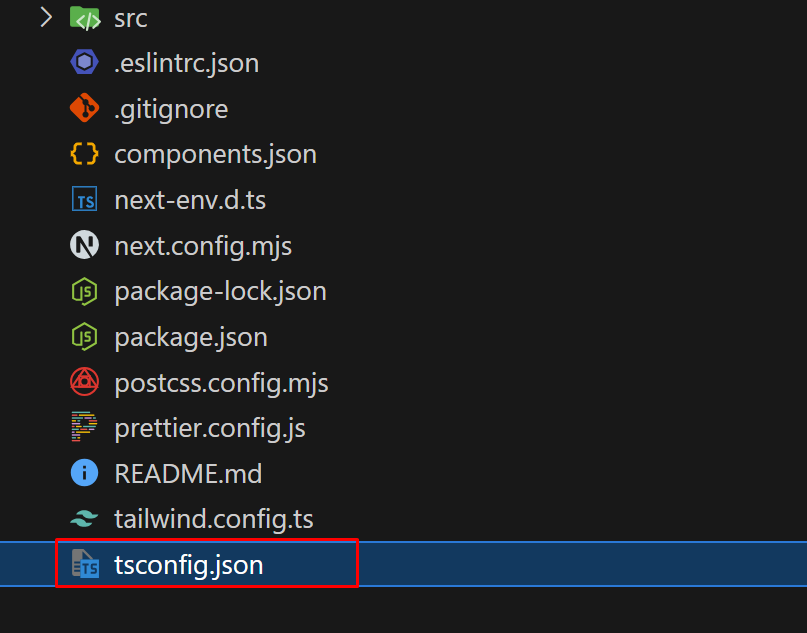 src
.eslintrc.json
.gitignore
components.json
next-env.d.ts
next.config.mjs
package-lock.json
package.json
postcss.config.mjs
prettier.config.js
README.md
tailwind.config.ts
tsconfig.json